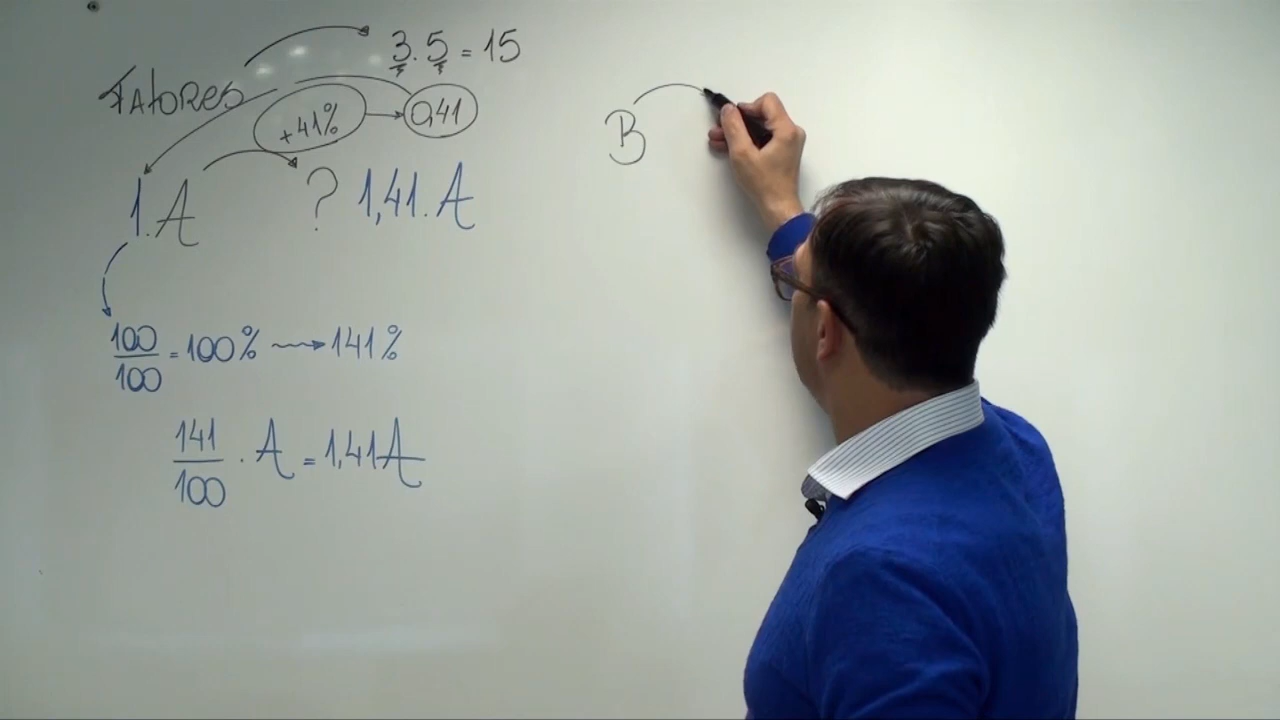 3.5 = 15
FATORES
+41% 0,41
1.A ? 1,41.A
100/100 = 100% 141%
141/100 . A = 1,41A
B